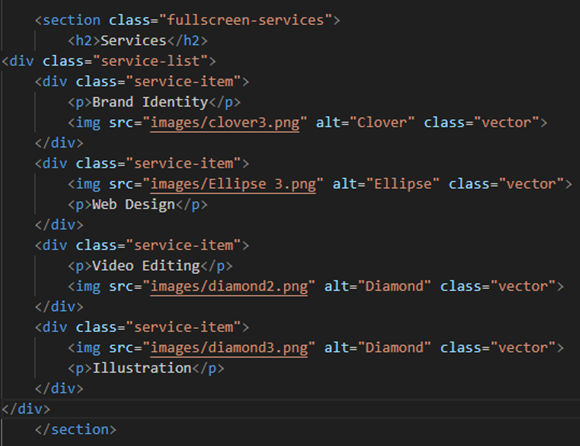 <section class="fullscreen-services">
<h2>Services</h2>
<div class="service-list">
<div class="service-item">
<p>Brand Identity</p>
<img src="images/clover3.png" alt="Clover" class="vector">
</div>
<div class="service-item">
<img src="images/Ellipse 3.png" alt="Ellipse" class="vector">
<p>Web Design</p>
</div>
<div class="service-item">
<p>Video Editing</p>
<img src="images/diamond2.png" alt="Diamond" class="vector">
</div>
<div class="service-item">
<img src="images/diamond3.png" alt="Diamond" class="vector">
<p>Illustration</p>
</div>
</div>
</section>